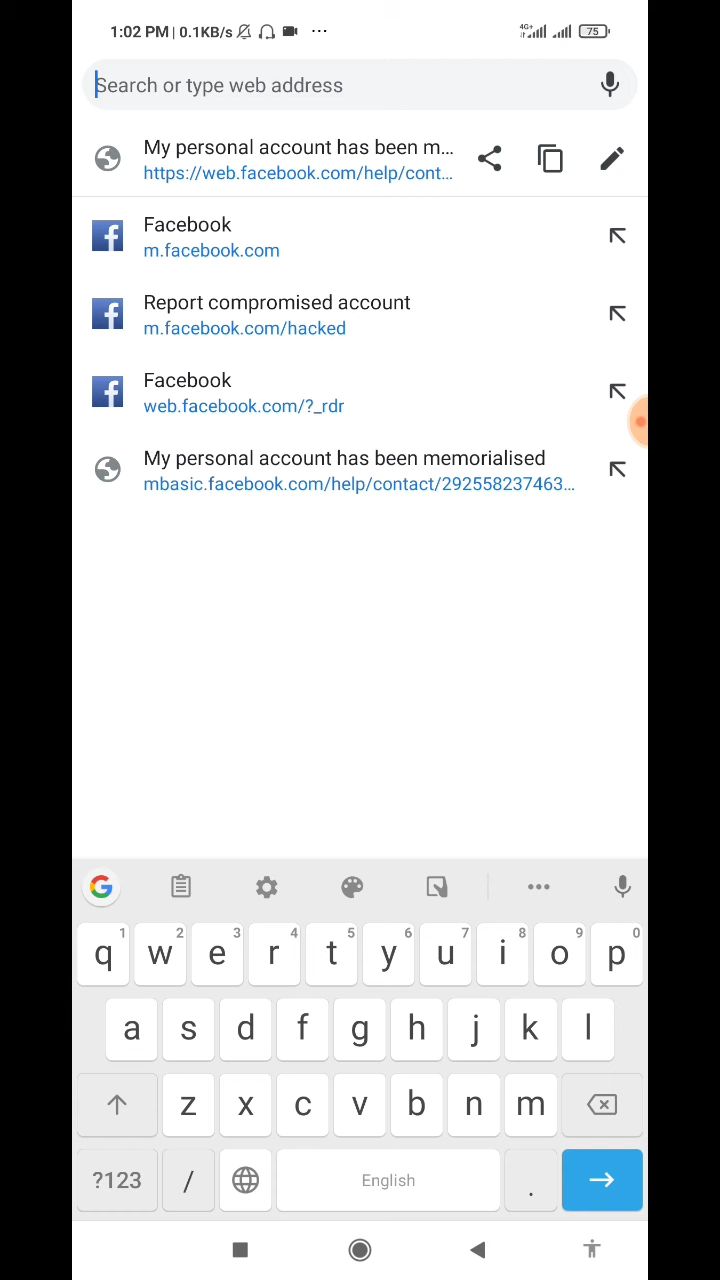 1:02 PM | 0.1KB/s ... 4G+ 75
Search or type web address
My personal account has been m...
https://web.facebook.com/help/cont...
Facebook
m.facebook.com
Report compromised account
m.facebook.com/hacked
Facebook
web.facebook.com/?_rdr
My personal account has been memorialised
mbasic.facebook.com/help/contact/292558237463...
1 2 3 4 5 6 7 8 9 0
q w e r t y u i o p
a s d f g h j k l
z x c v b n m
?123 / English .